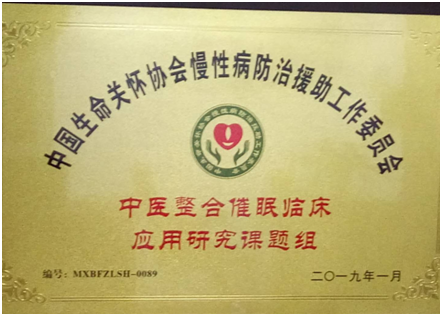 中国生命关怀协会慢性病防治援助工作委员会
中医整合催眠临床
应用研究课题组
编号：MXBFZLSH-0089
二〇一九年一月